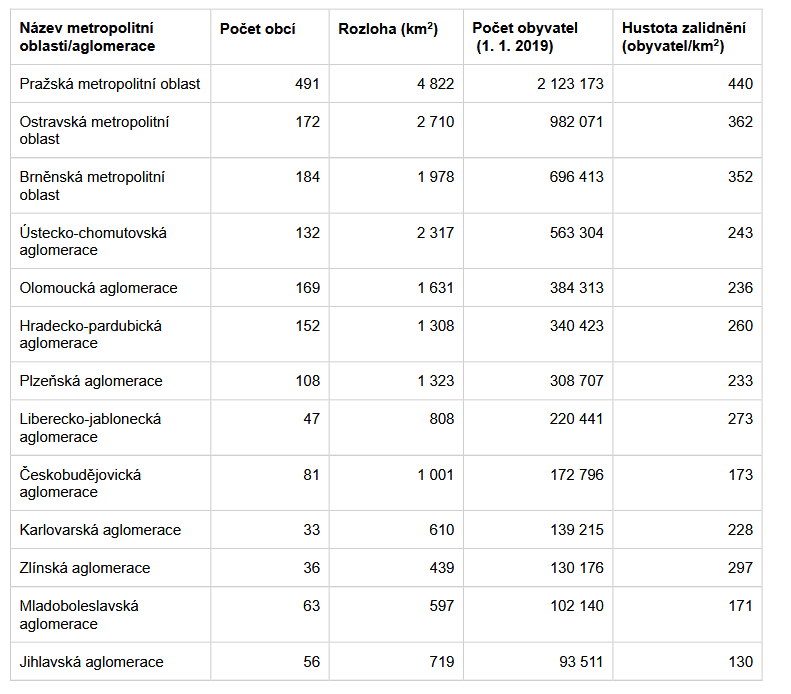 Název metropolitní oblasti/aglomerace Počet obcí Rozloha (km²) Počet obyvatel (1. 1. 2019) Hustota zalidnění (obyvatel/km²)
Pražská metropolitní oblast 491 4 822 2 123 173 440
Ostravská metropolitní oblast 172 2 710 982 071 362
Brněnská metropolitní oblast 184 1 978 696 413 352
Ústecko-chomutovská aglomerace 132 2 317 563 304 243
Olomoucká aglomerace 169 1 631 384 313 236
Hradecko-pardubická aglomerace 152 1 308 340 423 260
Plzeňská aglomerace 108 1 323 308 707 233
Liberecko-jablonecká aglomerace 47 808 220 441 273
Českobudějovická aglomerace 81 1 001 172 796 173
Karlovarská aglomerace 33 610 139 215 228
Zlínská aglomerace 36 439 130 176 297
Mladoboleslavská aglomerace 63 597 102 140 171
Jihlavská aglomerace 56 719 93 511 130